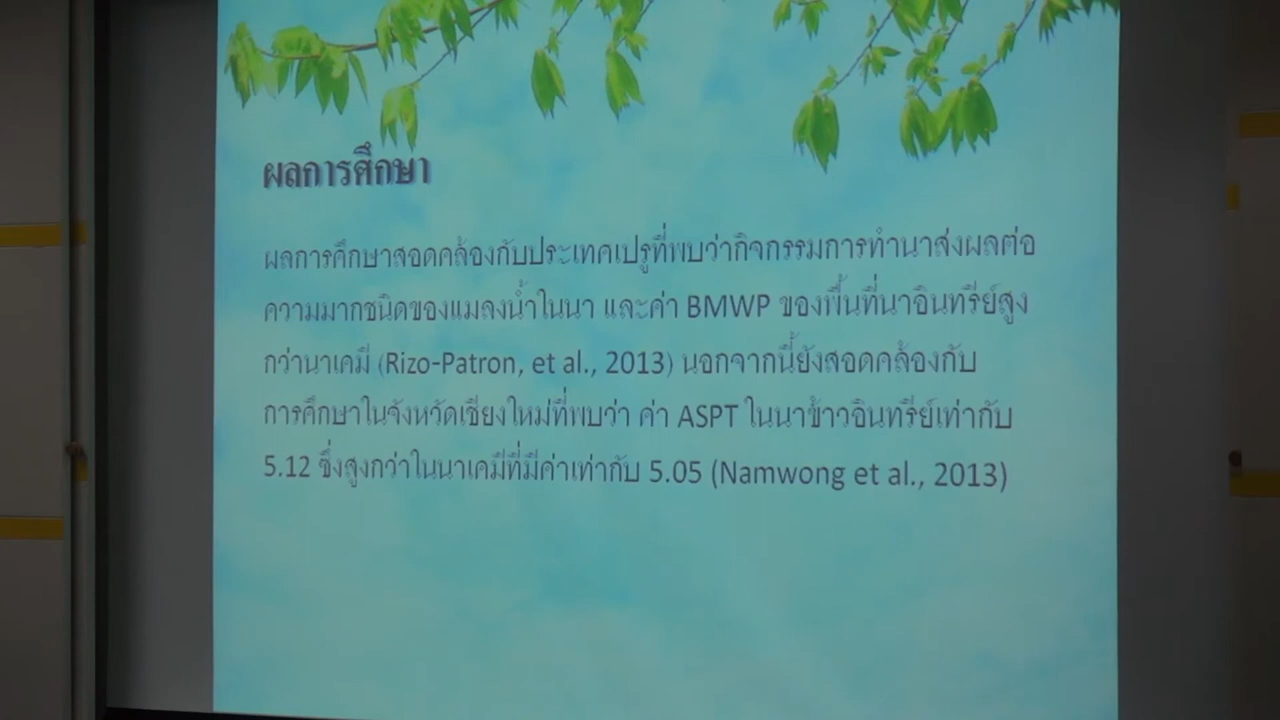 ผลการศึกษา
ผลการศึกษาสอดคล้องกับประเทศเปรูที่พบว่ากิจกรรมการทำนาส่งผลต่อ
ความมากชนิดของแมลงน้ำในนา และค่า BMWP ของพื้นที่นาอินทรีย์สูง
กว่านาเคมี (Rizo-Patron, et al., 2013) นอกจากนี้ยังสอดคล้องกับ
การศึกษาในจังหวัดเชียงใหม่ที่พบว่า ค่า ASPT ในนาข้าวอินทรีย์เท่ากับ
5.12 ซึ่งสูงกว่าในนาเคมีที่มีค่าเท่ากับ 5.05 (Namwong et al., 2013)